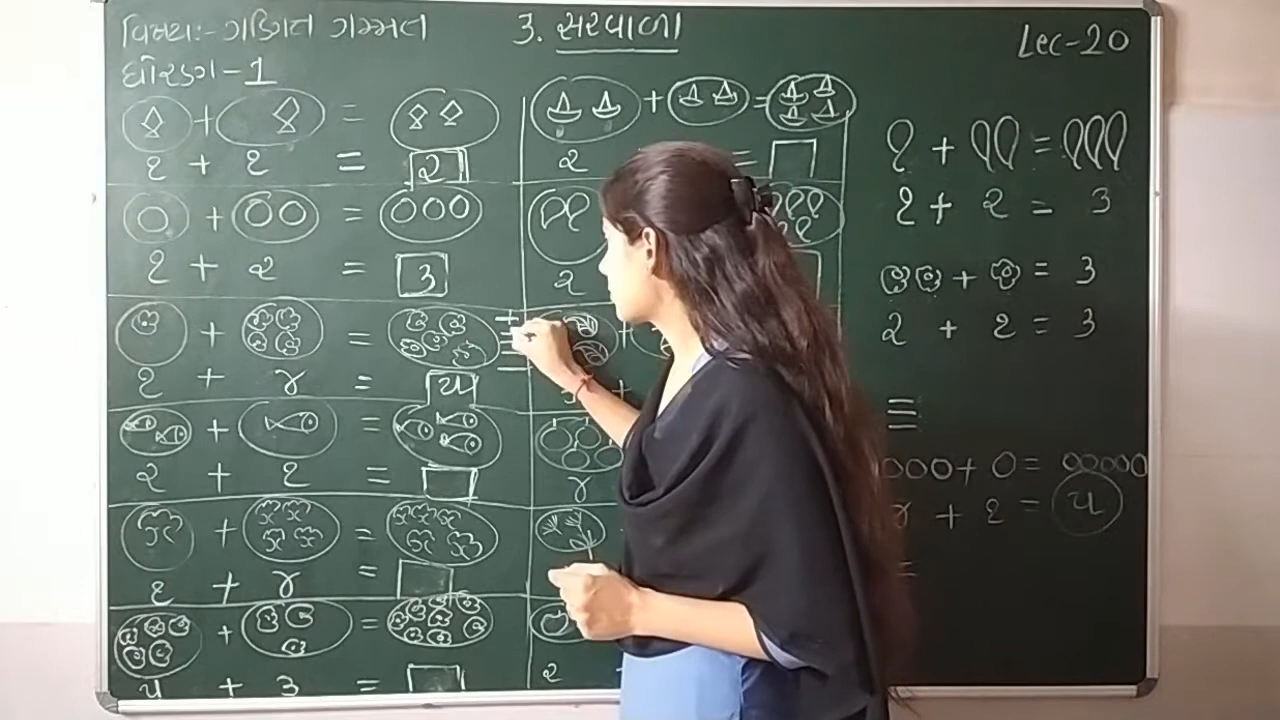 વિષય:- ગણિત ગમ્મત
ધોરણ-1
3. સરવાળા
Lec-20
+ =
૧ + ૧ = ૨
+ =
૧ + ૨ = ૩
+ =
૧ + ૪ = ૫
+ =
૨ + ૧ =
+ =
૧ + ૪ =
+ =
૫ + ૩ =
+ =
૨ =
૨
+
+
૪
૨
+ =
૧ + ૨ = ૩
+ = ૩
૨ + ૧ = ૩
+ =
૪ + ૧ = ૫